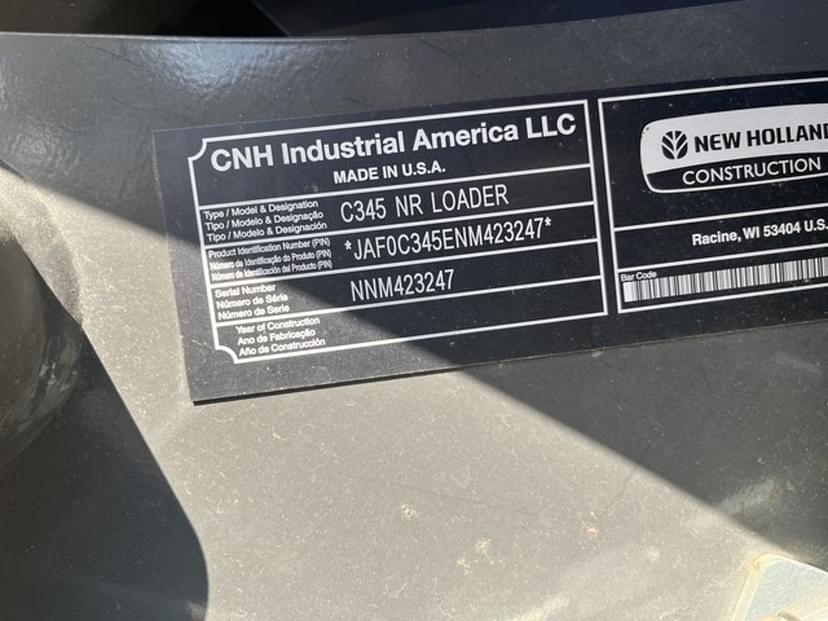 CNH Industrial America LLC
MADE IN U.S.A.
Type / Model & Designation
Tipo / Modelo & Designação
Tipo / Modelo & Designación
C345 NR LOADER
Product Identification Number (PIN)
Número de Identificação do Produto (PIN)
Número de Identificación del Producto (PIN)
*JAF0C345ENM423247*
Serial Number
Número de Série
Número de Serie
NNM423247
Year of Construction
Ano de Fabricação
Año de Construcción
NEW HOLLAND
CONSTRUCTION
Racine, WI 53404 U.S.
Bar Code